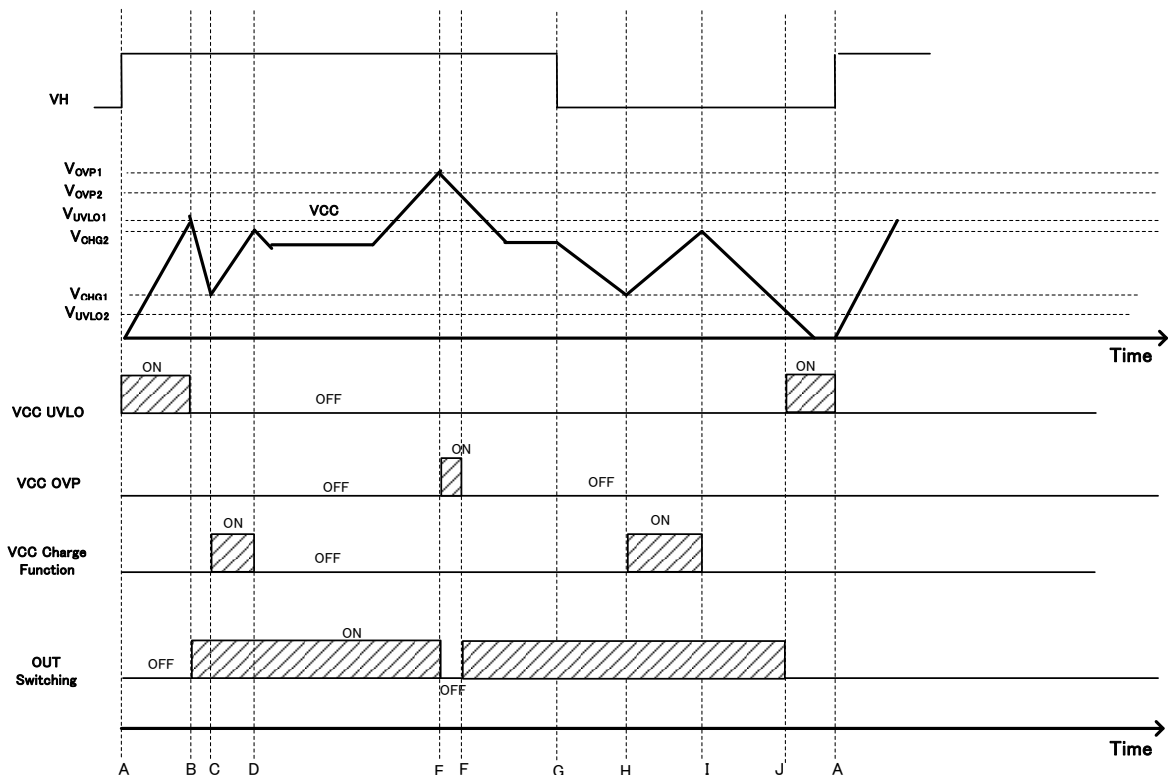 VH
VOVP1
VOVP2
VUVLO1
VCC
VCHG2
VCHG1
VUVLO2
Time
ON
ON
VCC UVLO
OFF
ON
VCC OVP
OFF
OFF
ON
ON
VCC Charge
Function
OFF
ON
OUT
Switching
OFF
OFF
Time
A B C D E F G H I J A